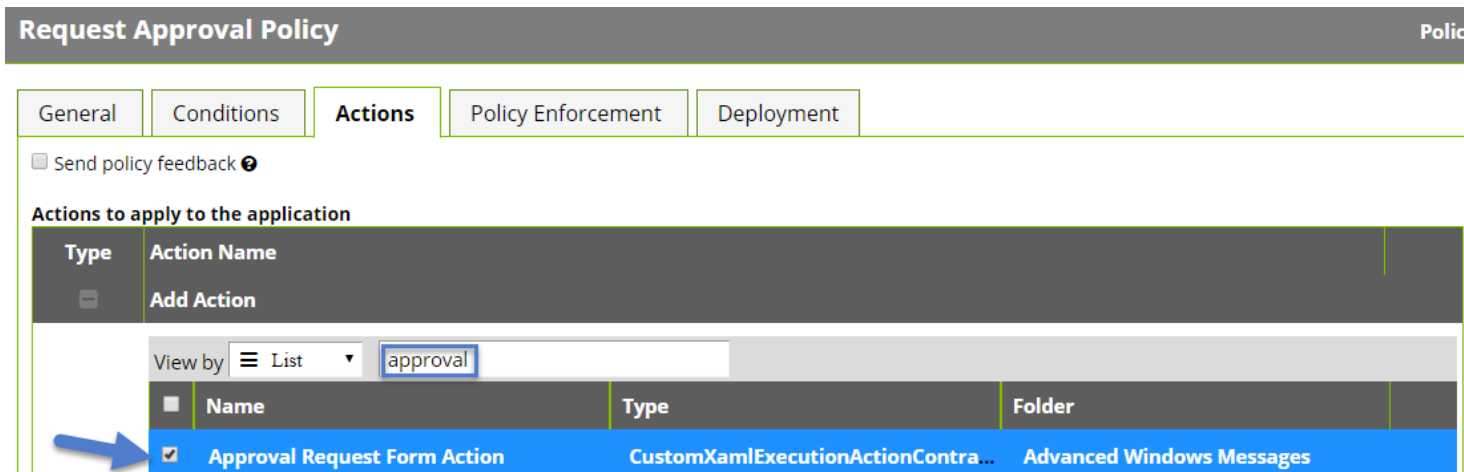 Request Approval Policy Polic
General Conditions Actions Policy Enforcement Deployment
Send policy feedback
Actions to apply to the application
Type Action Name
Add Action
View by List approval
Name Type Folder
Approval Request Form Action CustomXamlExecutionActionContra... Advanced Windows Messages